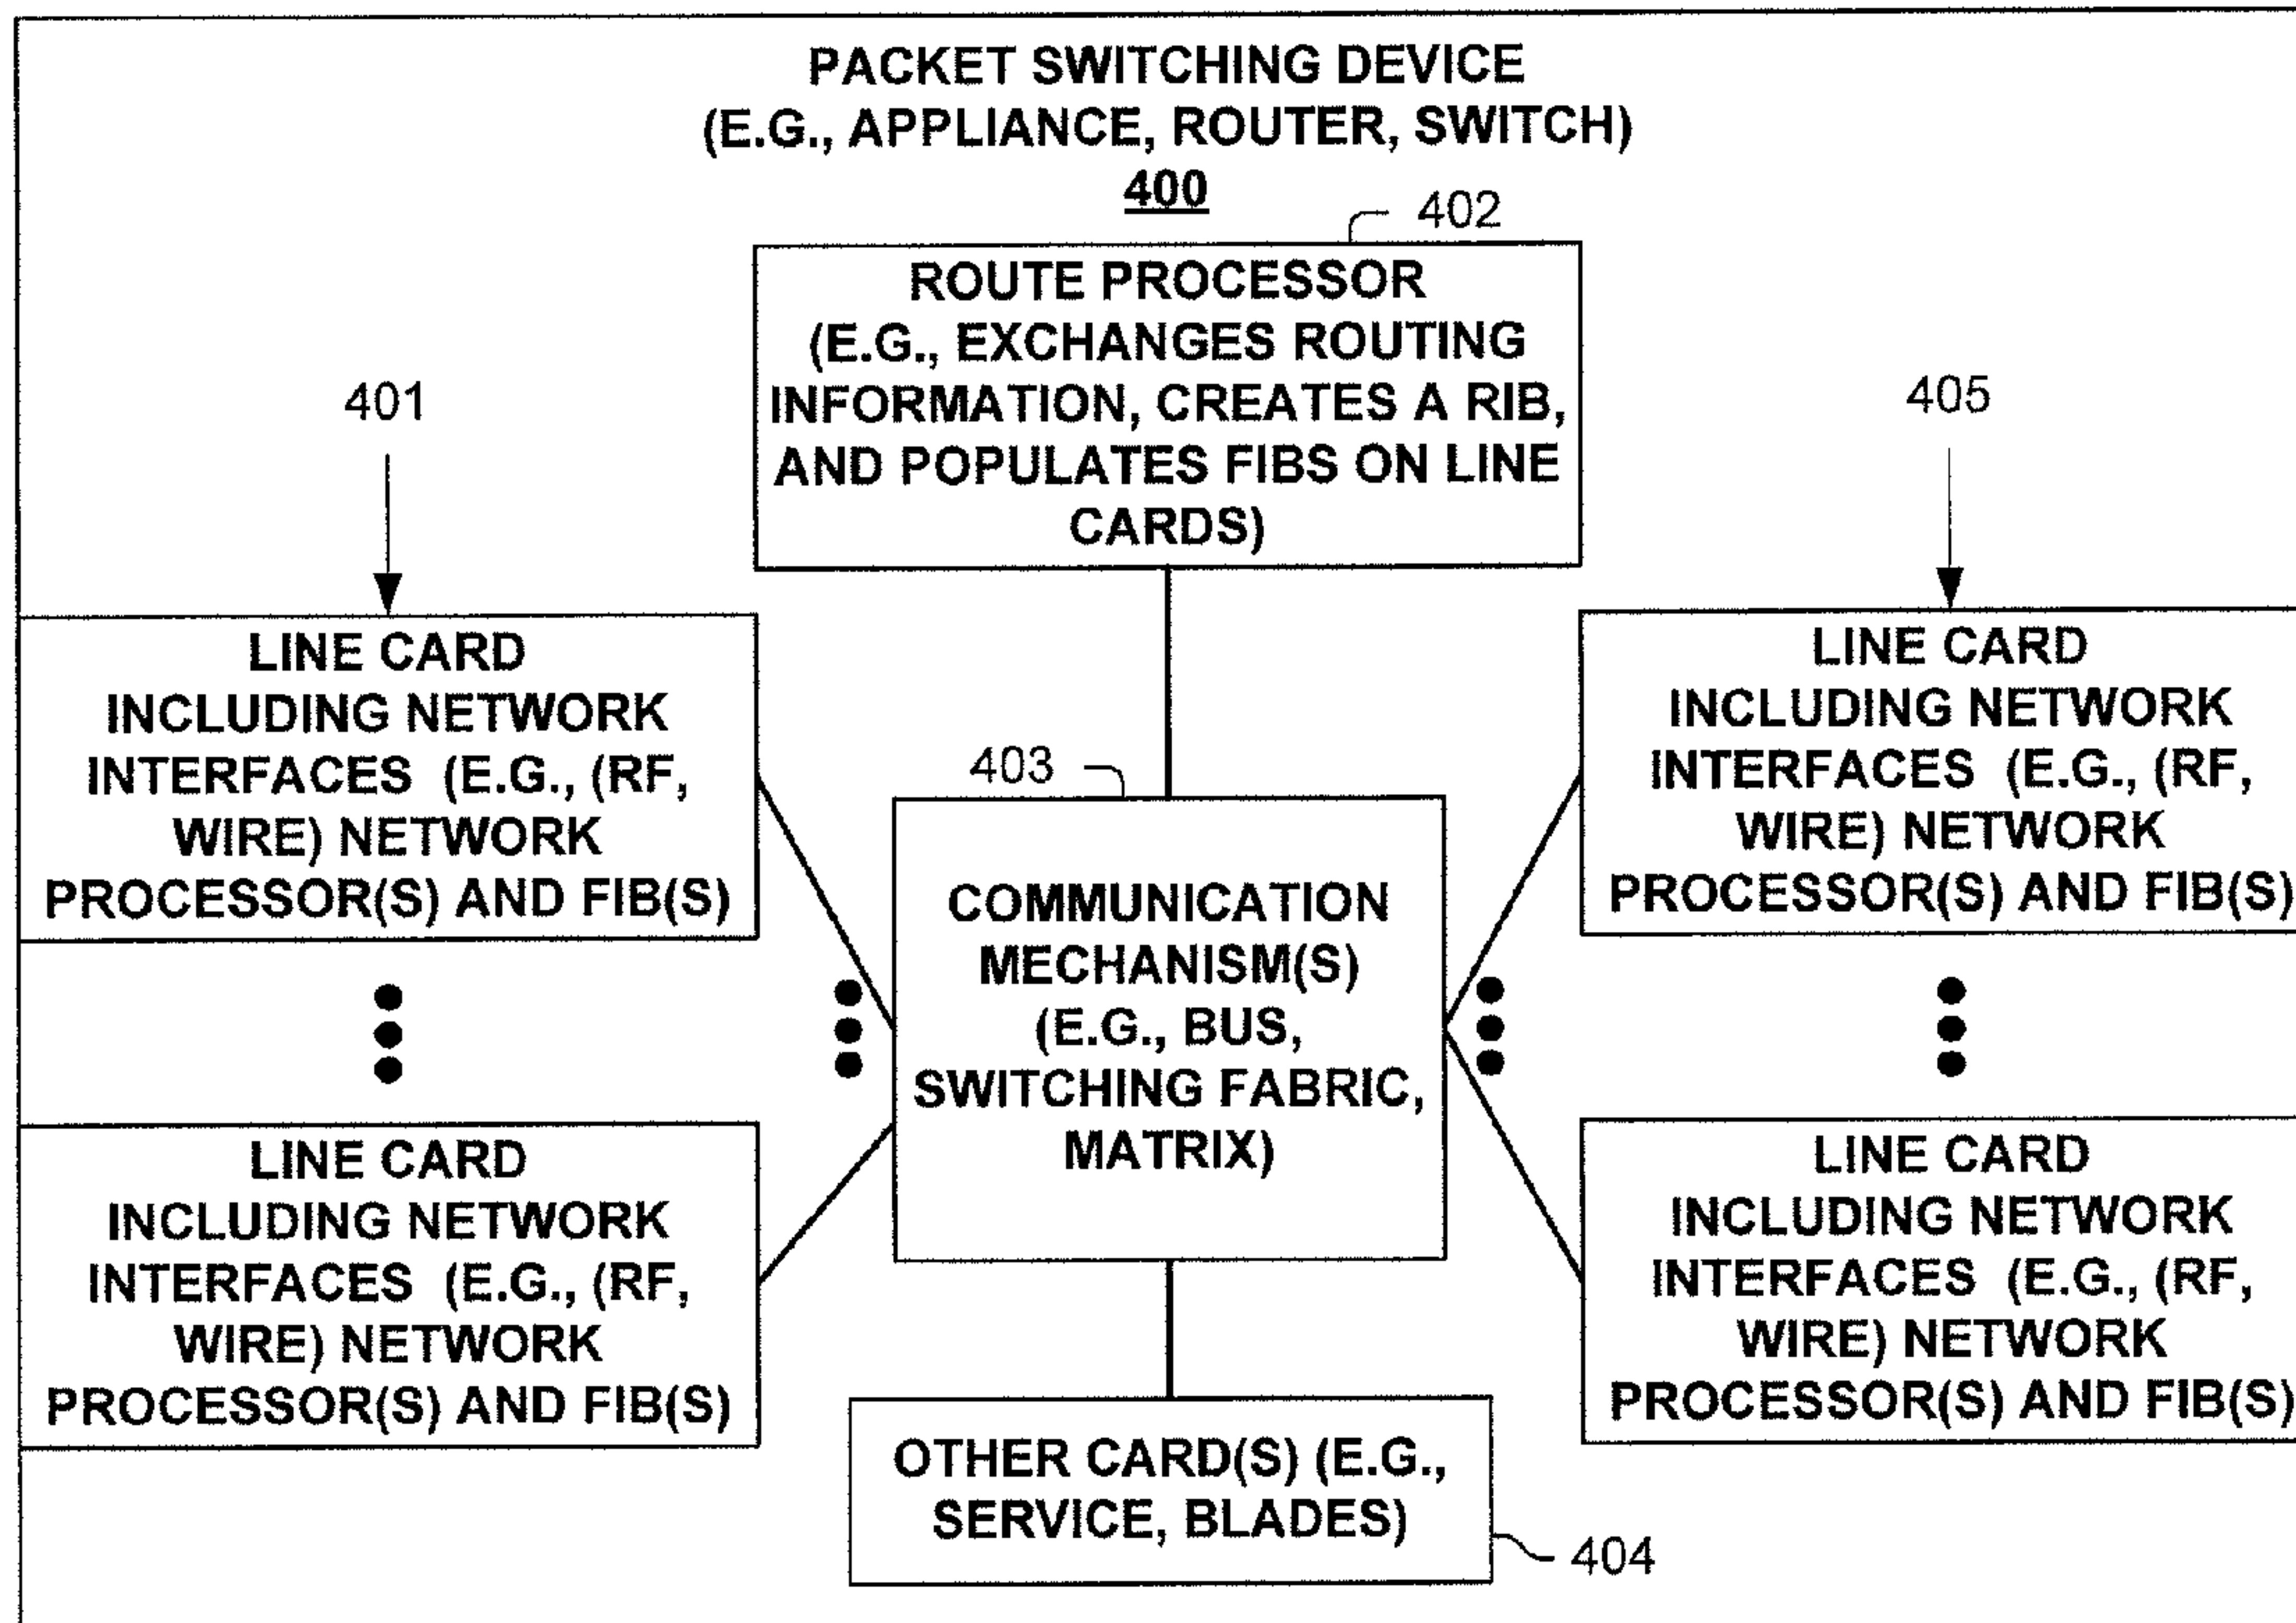 PACKET SWITCHING DEVICE
(E.G., APPLIANCE, ROUTER, SWITCH)
400
402
ROUTE PROCESSOR
(E.G., EXCHANGES ROUTING
INFORMATION, CREATES A RIB,
AND POPULATES FIBS ON LINE
CARDS)
401
LINE CARD
INCLUDING NETWORK
INTERFACES (E.G., (RF,
WIRE) NETWORK
PROCESSOR(S) AND FIB(S)
LINE CARD
INCLUDING NETWORK
INTERFACES (E.G., (RF,
WIRE) NETWORK
PROCESSOR(S) AND FIB(S)
403
COMMUNICATION
MECHANISM(S)
(E.G., BUS,
SWITCHING FABRIC,
MATRIX)
OTHER CARD(S) (E.G.,
SERVICE, BLADES)
404
405
LINE CARD
INCLUDING NETWORK
INTERFACES (E.G., (RF,
WIRE) NETWORK
PROCESSOR(S) AND FIB(S)
LINE CARD
INCLUDING NETWORK
INTERFACES (E.G., (RF,
WIRE) NETWORK
PROCESSOR(S) AND FIB(S)